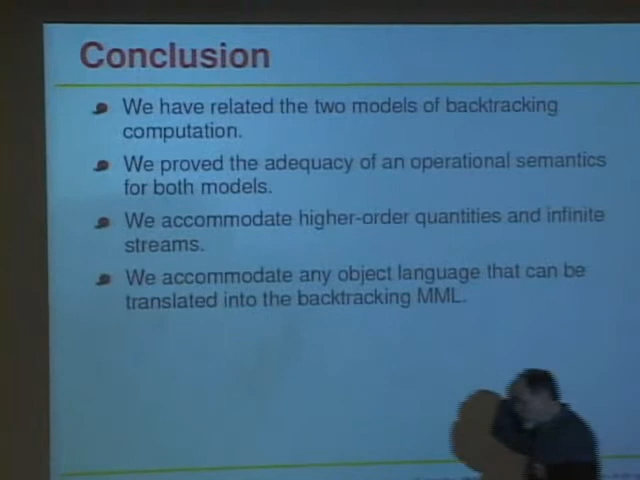 Conclusion
We have related the two models of backtracking
computation.
We proved the adequacy of an operational semantics
for both models.
We accommodate higher-order quantities and infinite
streams.
We accommodate any object language that can be
translated into the backtracking MML.